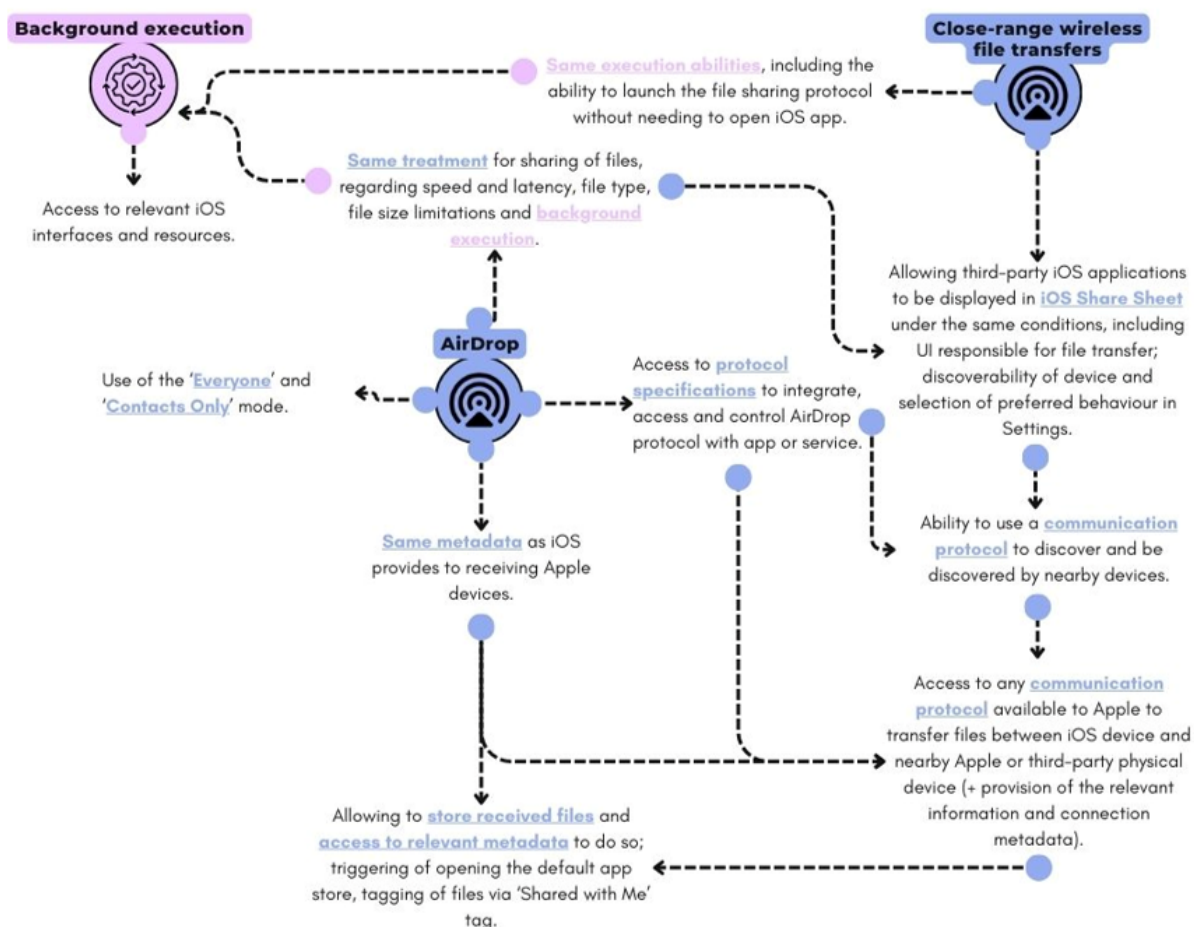 Background execution
Close-range wireless
file transfers
Same execution abilities, including the
ability to launch the file sharing protocol
without needing to open iOS app.
Same treatment for sharing of files,
regarding speed and latency, file type,
file size limitations and background
execution.
Access to relevant iOS
interfaces and resources.
Allowing third-party iOS applications
to be displayed in iOS Share Sheet
under the same conditions, including
UI responsible for file transfer;
discoverability of device and
selection of preferred behaviour in
Settings.
AirDrop
Access to protocol
specifications to integrate,
access and control AirDrop
protocol with app or service.
Use of the ‘Everyone’ and
‘Contacts Only’ mode.
Same metadata as iOS
provides to receiving Apple
devices.
Ability to use a communication
protocol to discover and be
discovered by nearby devices.
Access to any communication
protocol available to Apple to
transfer files between iOS device and
nearby Apple or third-party physical
device (+ provision of the relevant
information and connection
metadata).
Allowing to store received files and
access to relevant metadata to do so;
triggering of opening the default app
store, tagging of files via ‘Shared with Me’
tag.